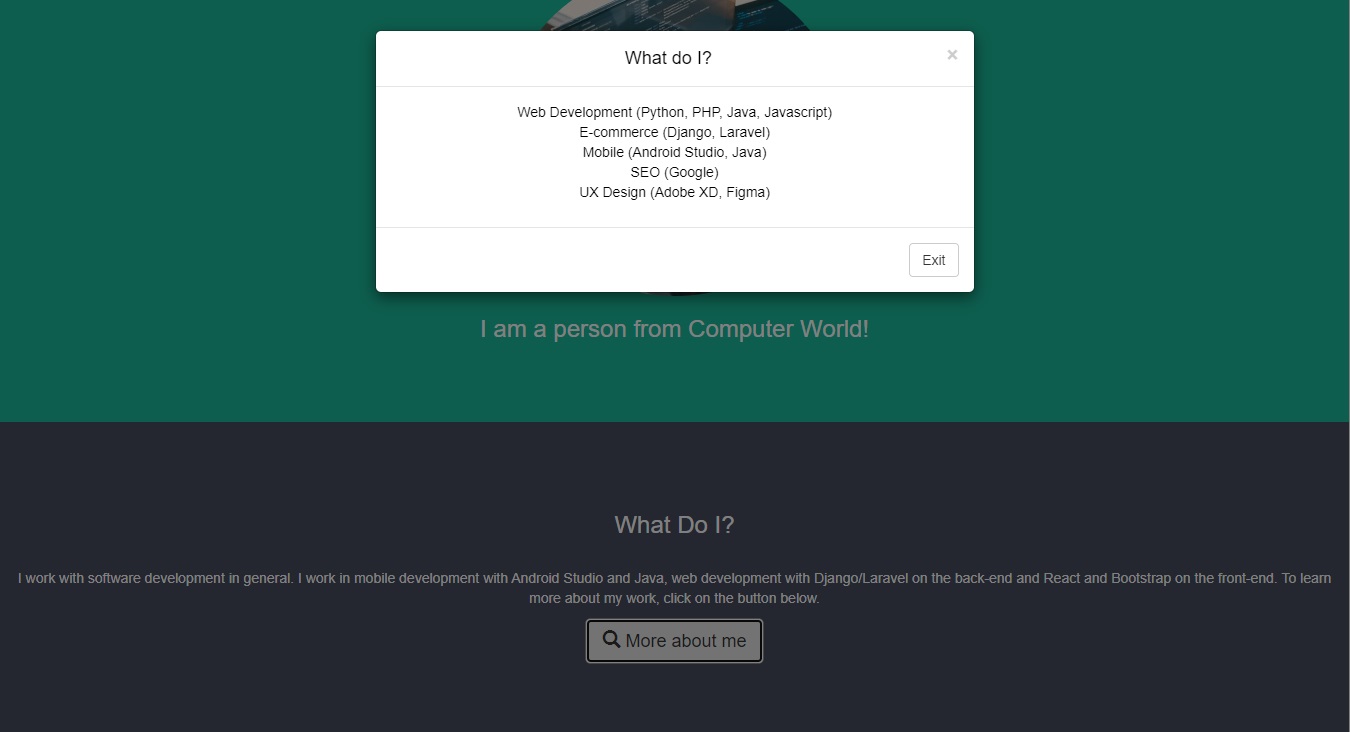 What do I?
×
Web Development (Python, PHP, Java, Javascript)
E-commerce (Django, Laravel)
Mobile (Android Studio, Java)
SEO (Google)
UX Design (Adobe XD, Figma)
Exit
I am a person from Computer World!
What Do I?
I work with software development in general. I work in mobile development with Android Studio and Java, web development with Django/Laravel on the back-end and React and Bootstrap on the front-end. To learn
more about my work, click on the button below.
More about me